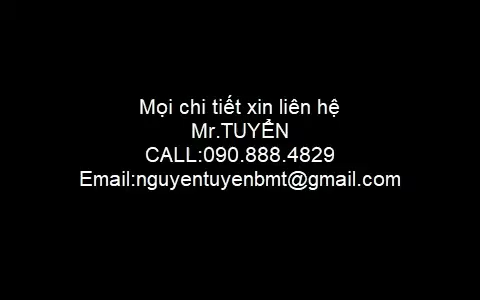 Mọi chi tiết xin liên hệ
Mr.TUYỂN
CALL:090.888.4829
Email:nguyentuyenbmt@gmail.com